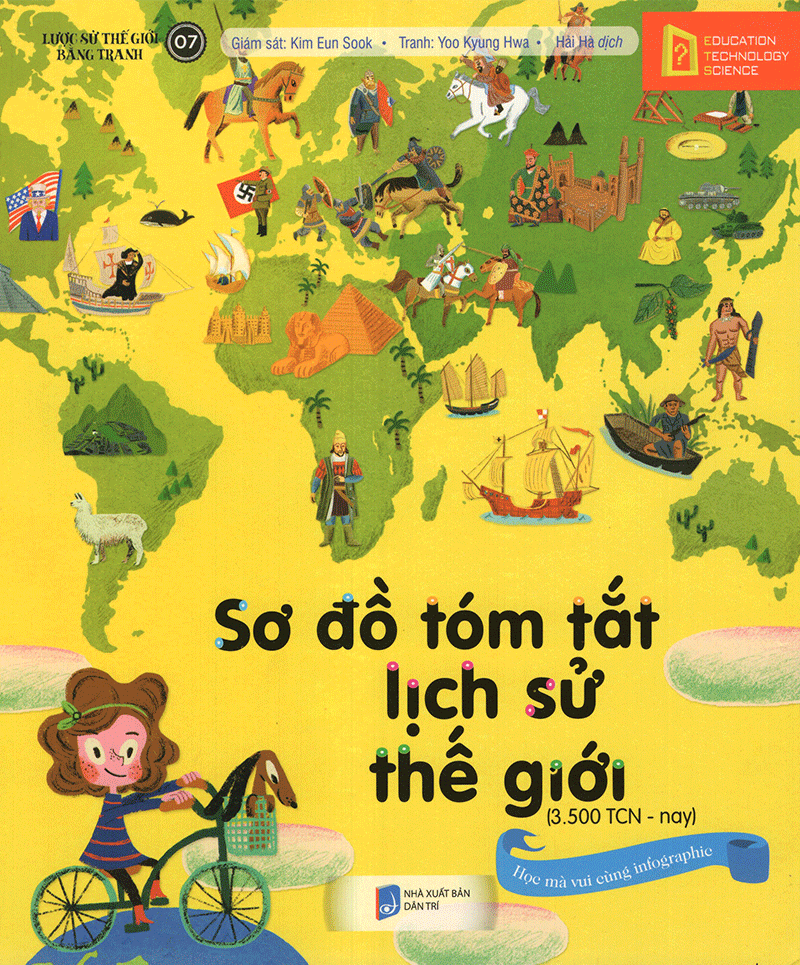 LƯỢC SỬ THẾ GIỚI
BẰNG TRANH
07
Giám sát: Kim Eun Sook • Tranh: Yoo Kyung Hwa • Hải Hà dịch
EDUCATION
TECHNOLOGY
SCIENCE
Sơ đồ tóm tắt
lịch sử
thế giới
(3.500 TCN - nay)
Học mà vui cùng infographic
NHÀ XUẤT BẢN
DÂN TRÍ